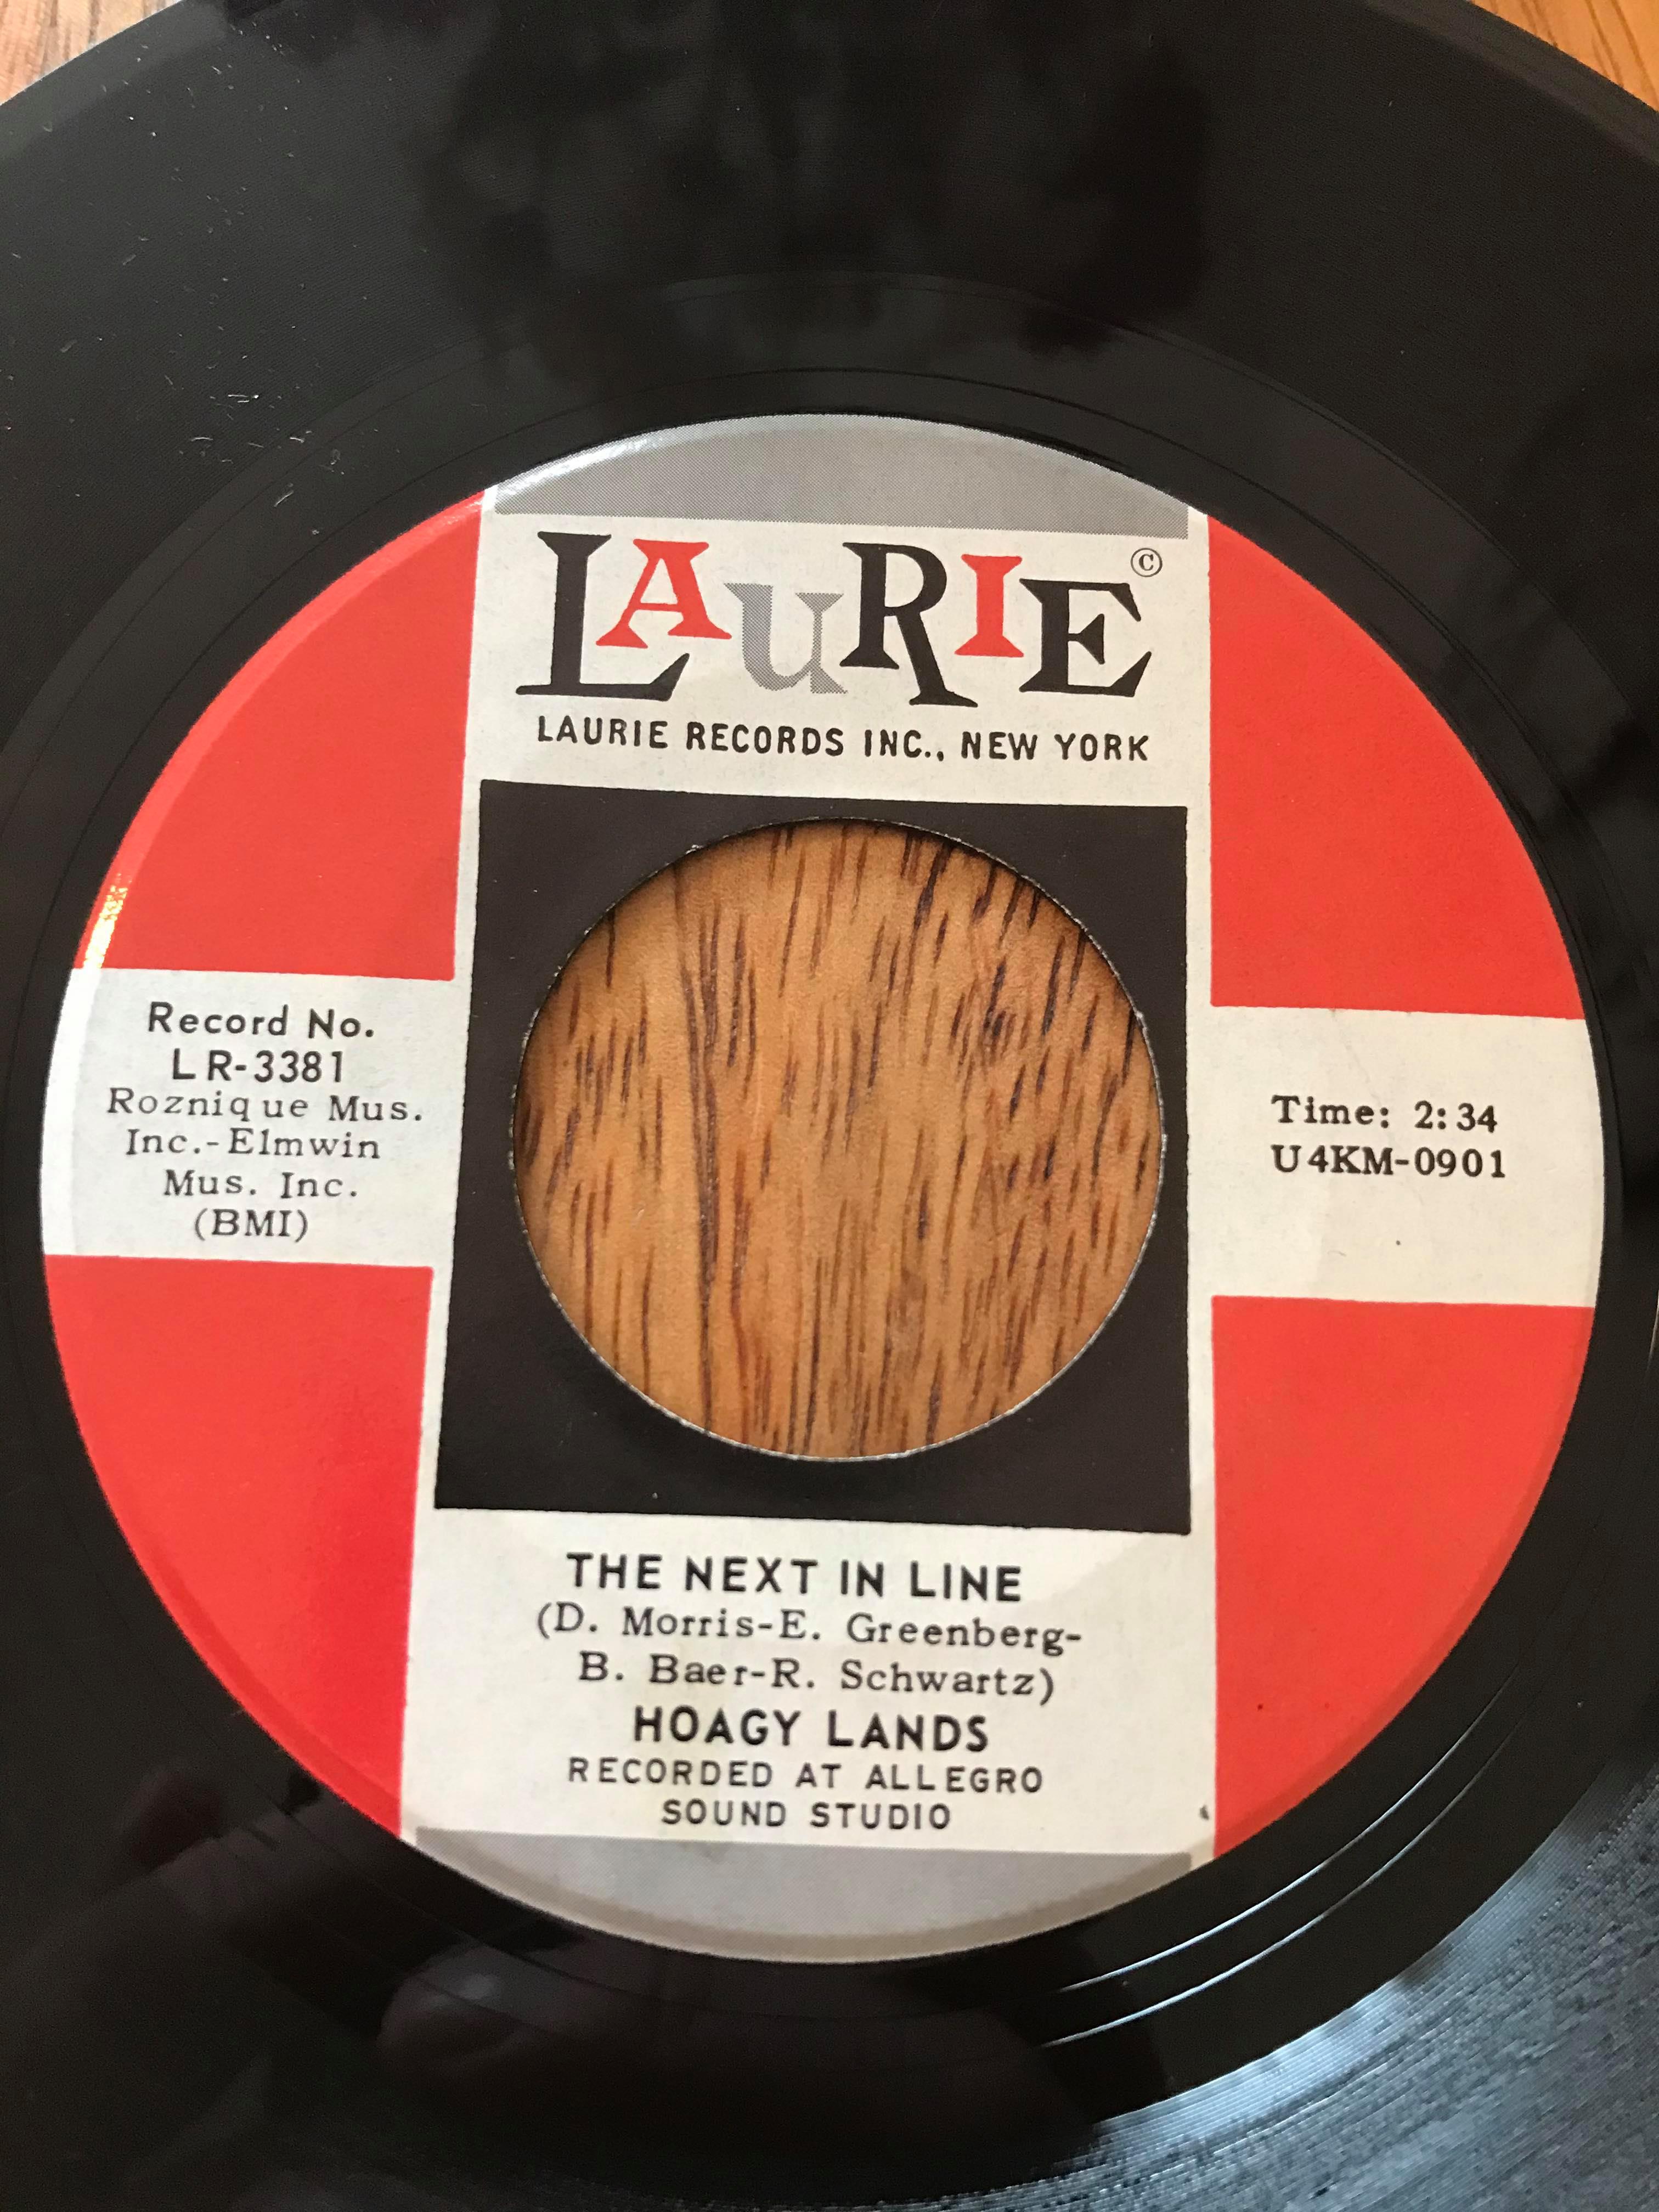 LAuRIE ©
LAURIE RECORDS INC., NEW YORK
Record No.
LR-3381
Roznique Mus.
Inc.-Elmwin
Mus. Inc.
(BMI)
Time: 2:34
U4KM-0901
THE NEXT IN LINE
(D. Morris-E. Greenberg-
B. Baer-R. Schwartz)
HOAGY LANDS
RECORDED AT ALLEGRO
SOUND STUDIO